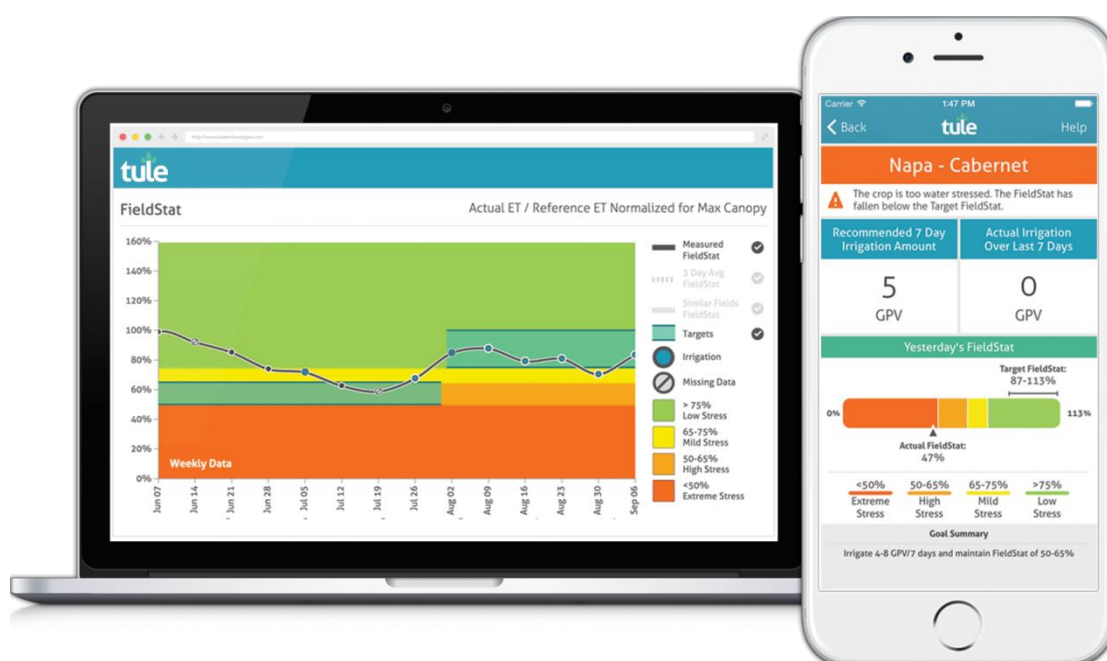 tule
FieldStat
Actual ET / Reference ET Normalized for Max Canopy
160%
140%
120%
100%
80%
60%
40%
20%
0%
Weekly Data
Jun 07
Jun 14
Jun 21
Jun 28
Jul 05
Jul 12
Jul 19
Jul 26
Aug 02
Aug 09
Aug 16
Aug 23
Aug 30
Sep 06
Measured
FieldStat
3 Day Avg
FieldStat
Similar Fields
FieldStat
Targets
Irrigation
Missing Data
> 75%
Low Stress
65-75%
Mild Stress
50-65%
High Stress
<50%
Extreme Stress
Carrier
1:47 PM
Back
tule
Help
Napa - Cabernet
The crop is too water stressed. The FieldStat has
fallen below the Target FieldStat.
Recommended 7 Day
Irrigation Amount
Actual Irrigation
Over Last 7 Days
5
GPV
0
GPV
Yesterday's FieldStat
Target FieldStat:
87-113%
0%
113%
Actual FieldStat:
47%
<50%
Extreme
Stress
50-65%
High
Stress
65-75%
Mild
Stress
>75%
Low
Stress
Goal Summary
Irrigate 4-8 GPV/7 days and maintain FieldStat of 50-65%